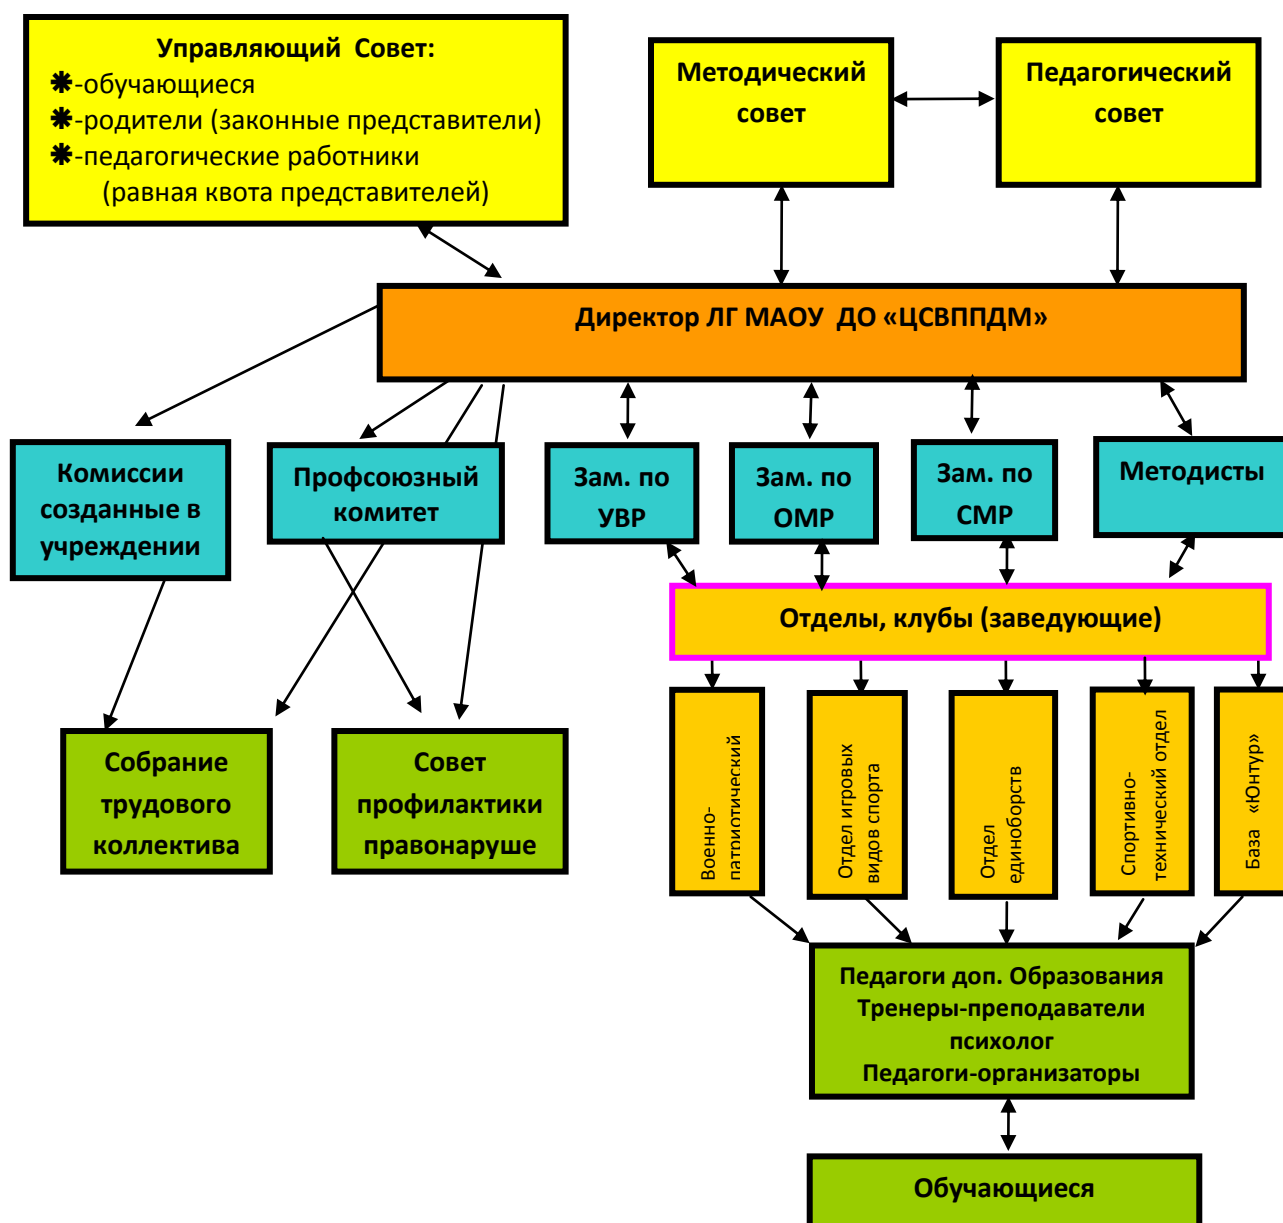 Управляющий Совет:
✱-обучающиеся
✱-родители (законные представители)
✱-педагогические работники
(равная квота представителей)
Методический
совет
Педагогический
совет
Директор ЛГ МАОУ ДО «ЦСВППДМ»
Комиссии
созданные в
учреждении
Профсоюзный
комитет
Зам. по
УВР
Зам. по
ОМР
Зам. по
СМР
Методисты
Отделы, клубы (заведующие)
Собрание
трудового
коллектива
Совет
профилактики
правонаруше
Военно-
патриотический
Отдел игровых
видов спорта
Отдел
единоборств
Спортивно-
технический отдел
База «Юнтур»
Педагоги доп. Образования
Тренеры-преподаватели
психолог
Педагоги-организаторы
Обучающиеся